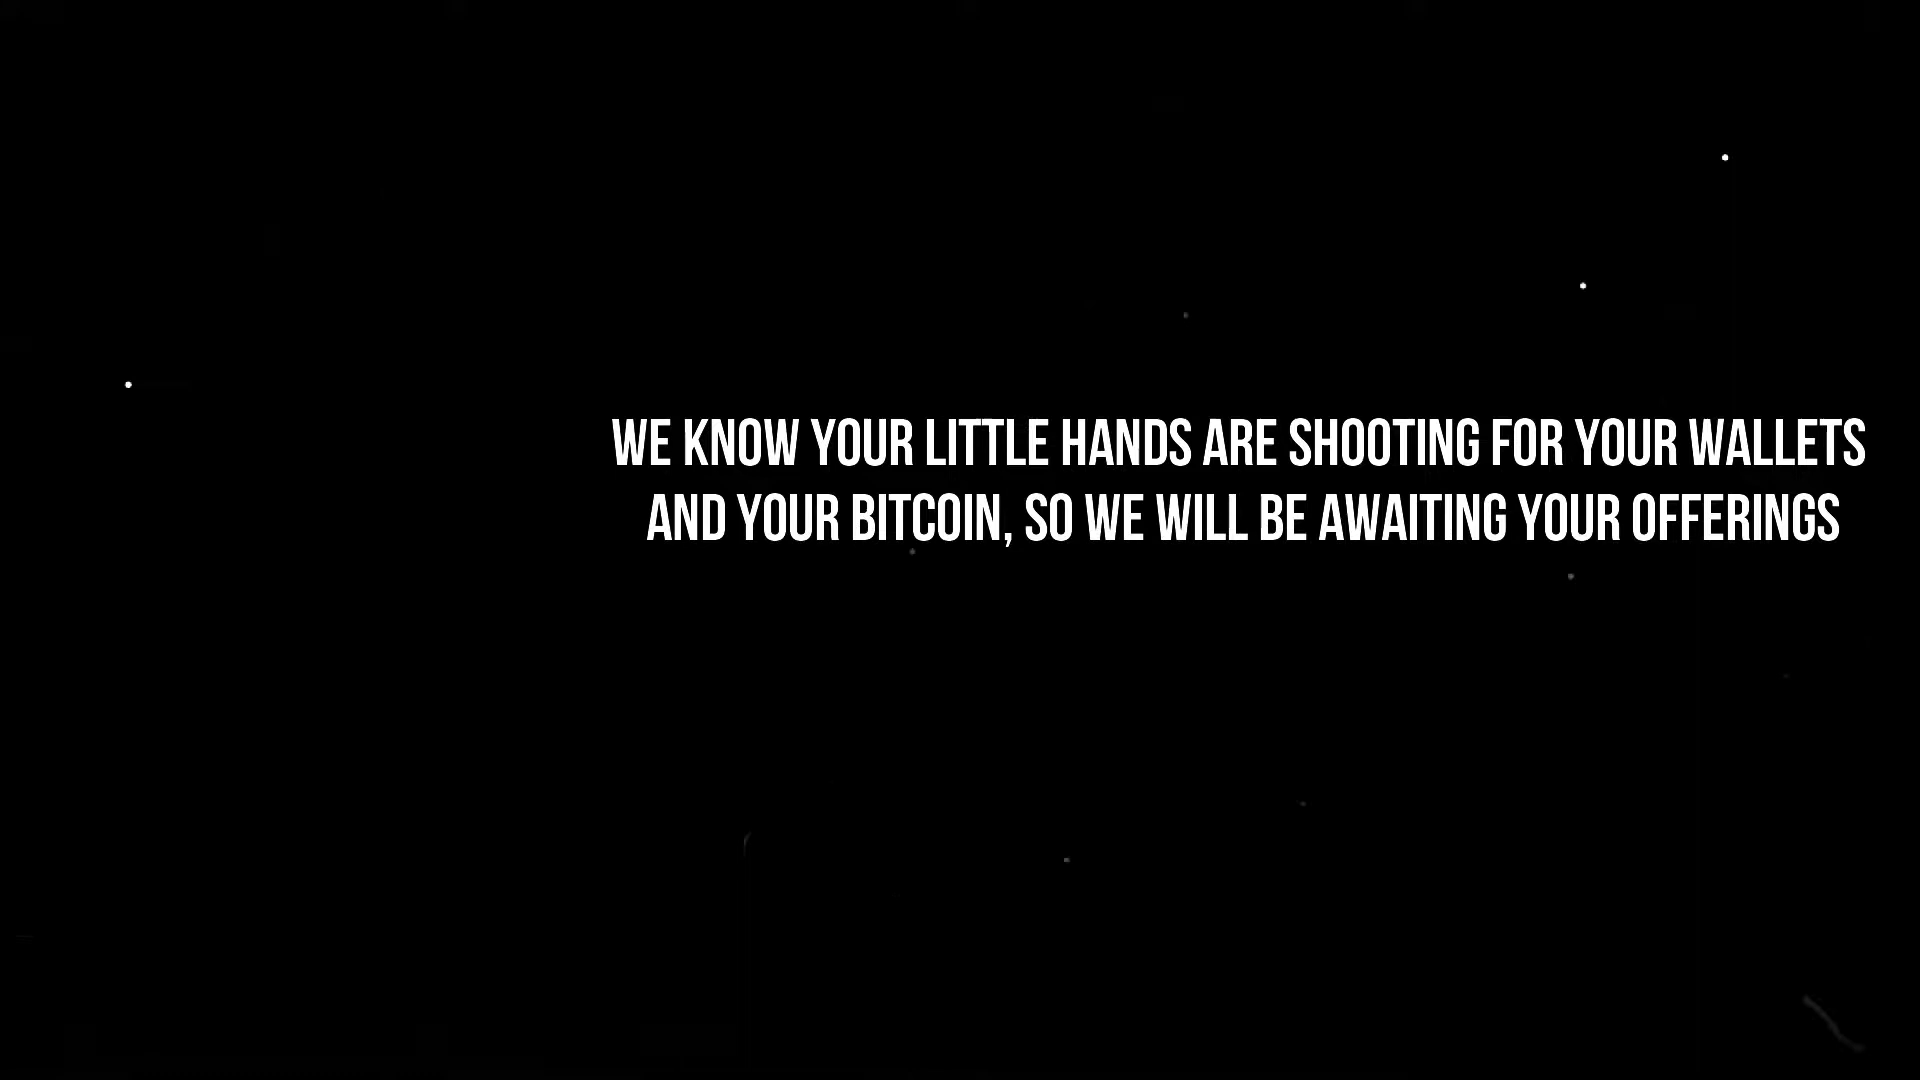 WE KNOW YOUR LITTLE HANDS ARE SHOOTING FOR YOUR WALLETS
AND YOUR BITCOIN, SO WE WILL BE AWAITING YOUR OFFERINGS